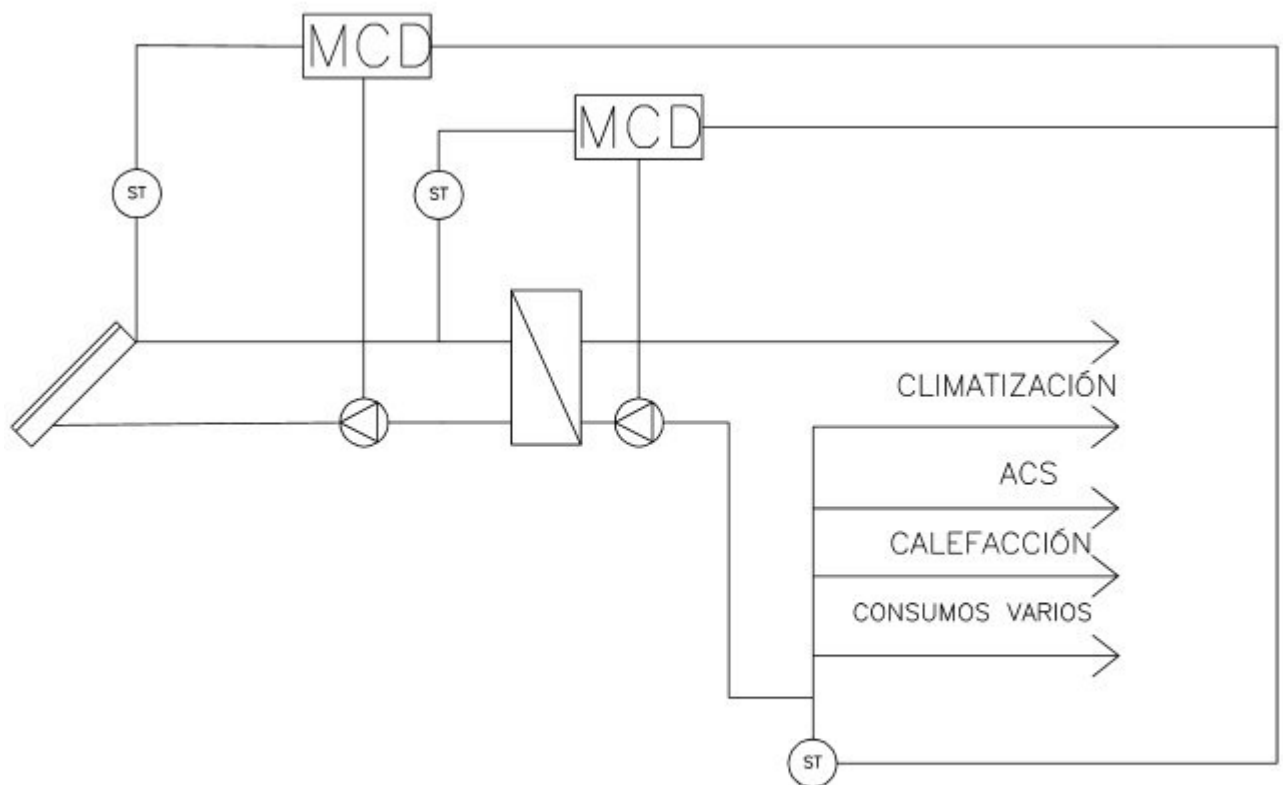 MCD
MCD
ST
ST
CLIMATIZACIÓN
ACS
CALEFACCIÓN
CONSUMOS VARIOS
ST